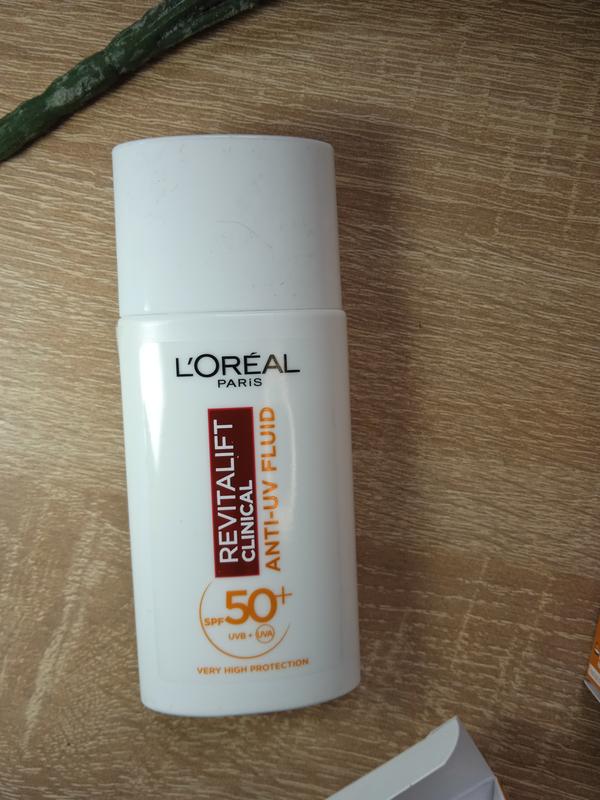 L'ORÉAL
PARiS
REVITALIFT
CLINICAL
ANTI-UV FLUID
SPF 50+
UVB + UVA
VERY HIGH PROTECTION